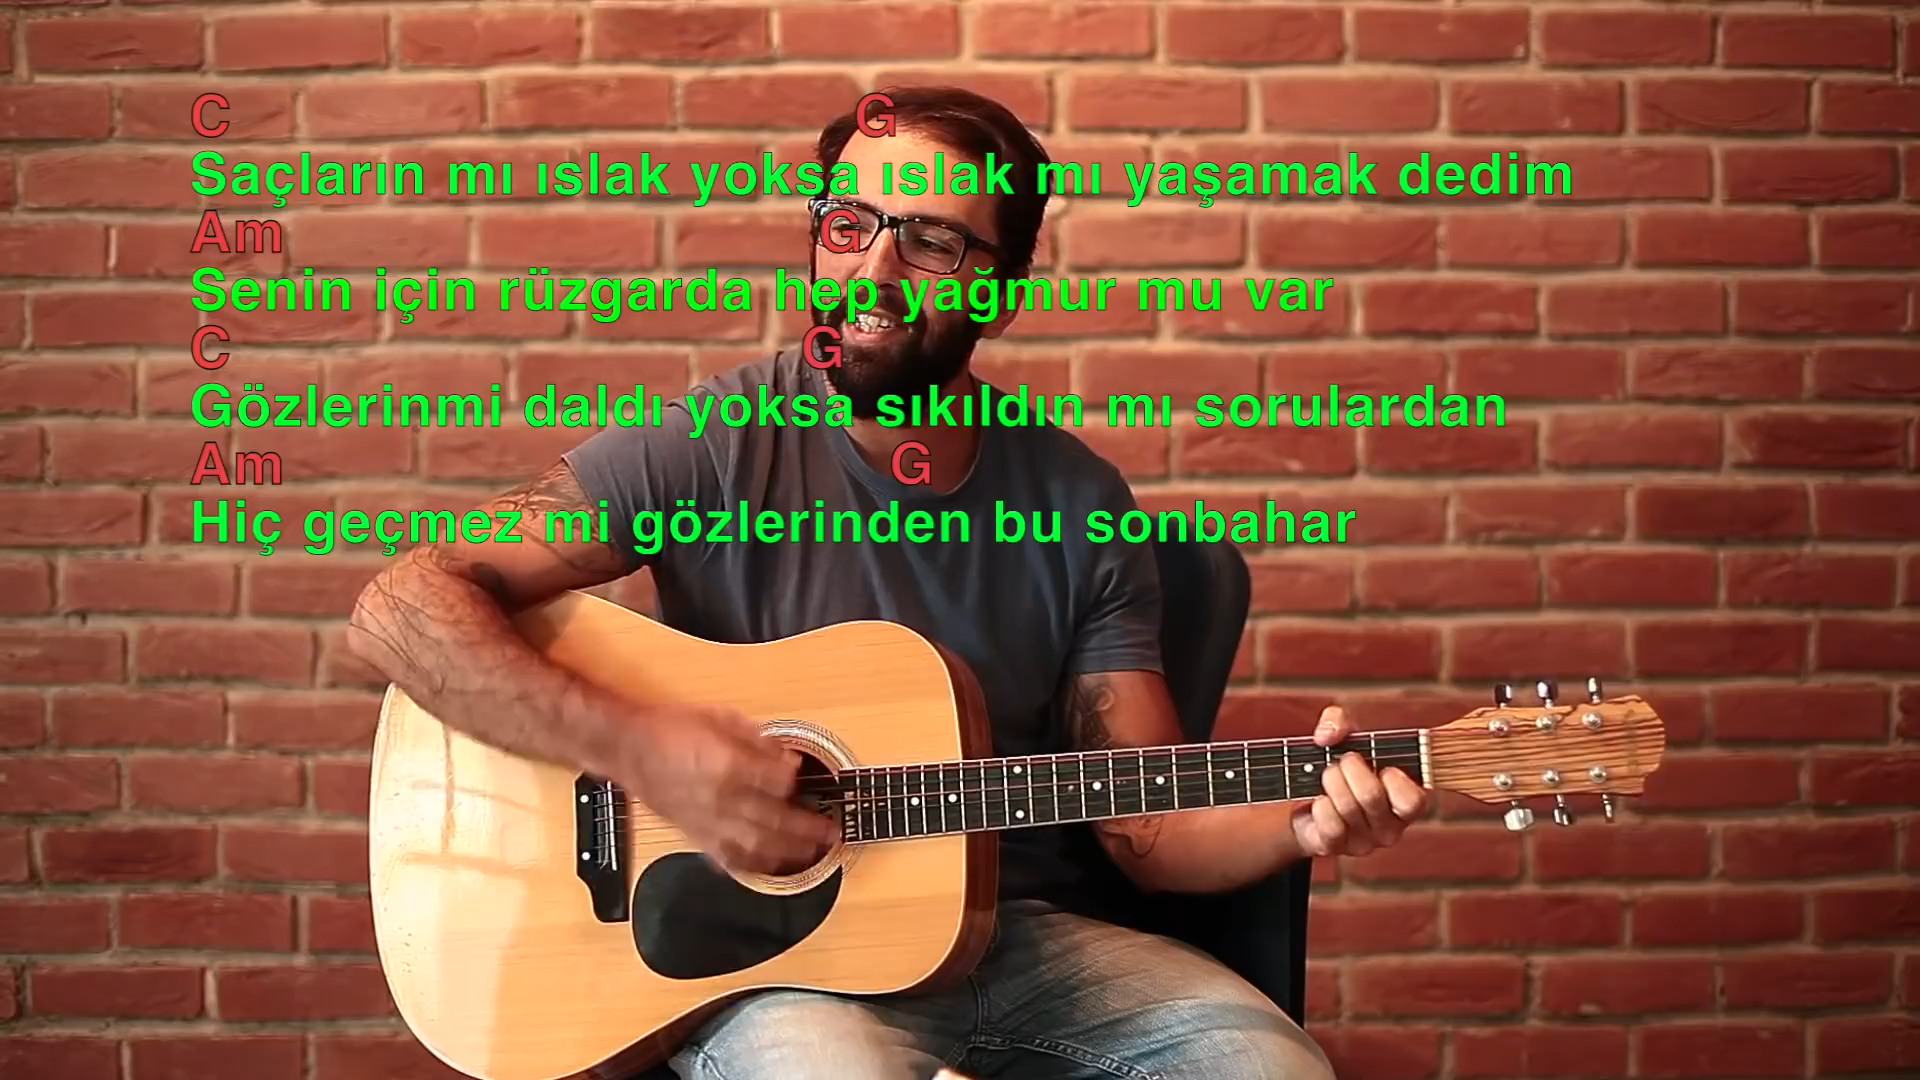 C G
Saçların mı ıslak yoksa ıslak mı yaşamak dedim
Am G
Senin için rüzgarda hep yağmur mu var
C G
Gözlerinmi daldı yoksa sıkıldın mı sorulardan
Am G
Hiç geçmez mi gözlerinden bu sonbahar